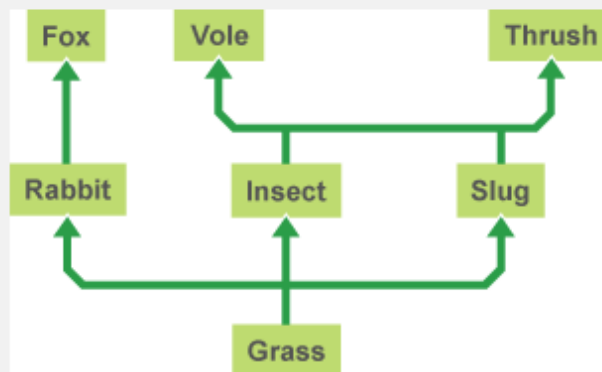 Fox
Vole
Thrush
Rabbit
Insect
Slug
Grass